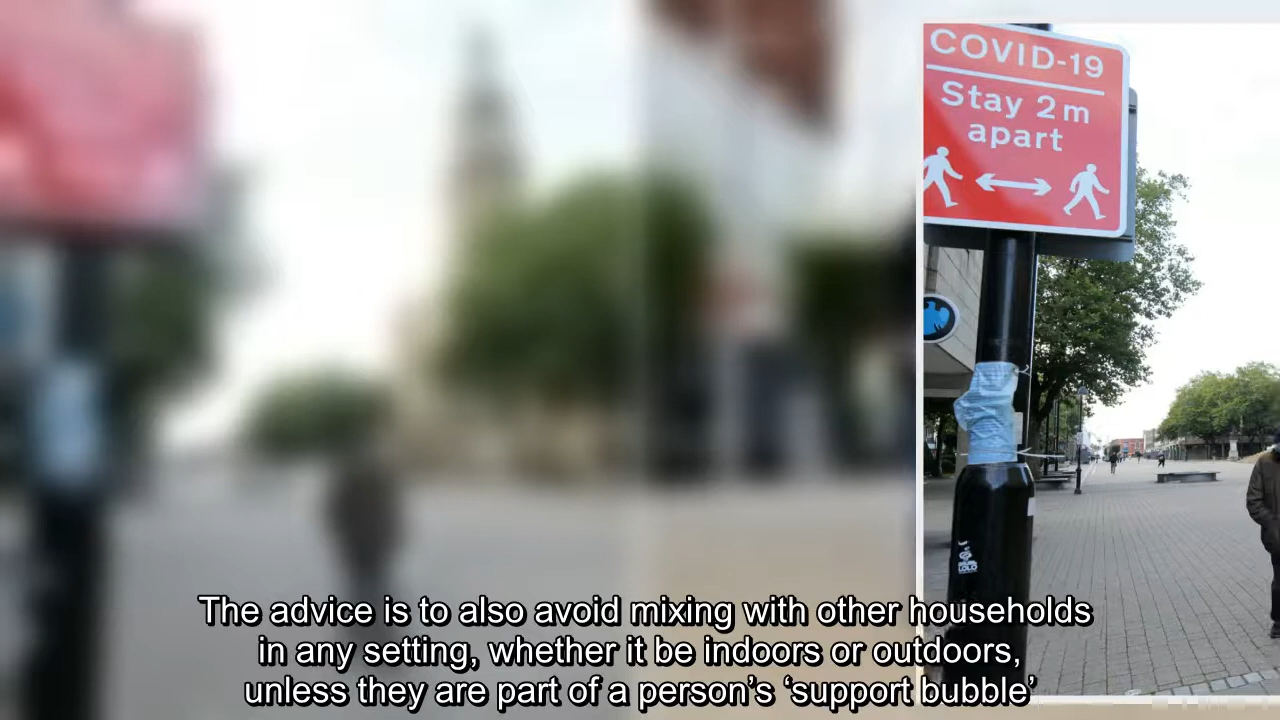 COVID-19
Stay 2m
apart
LOLO
The advice is to also avoid mixing with other households
in any setting, whether it be indoors or outdoors,
unless they are part of a person’s ‘support bubble’